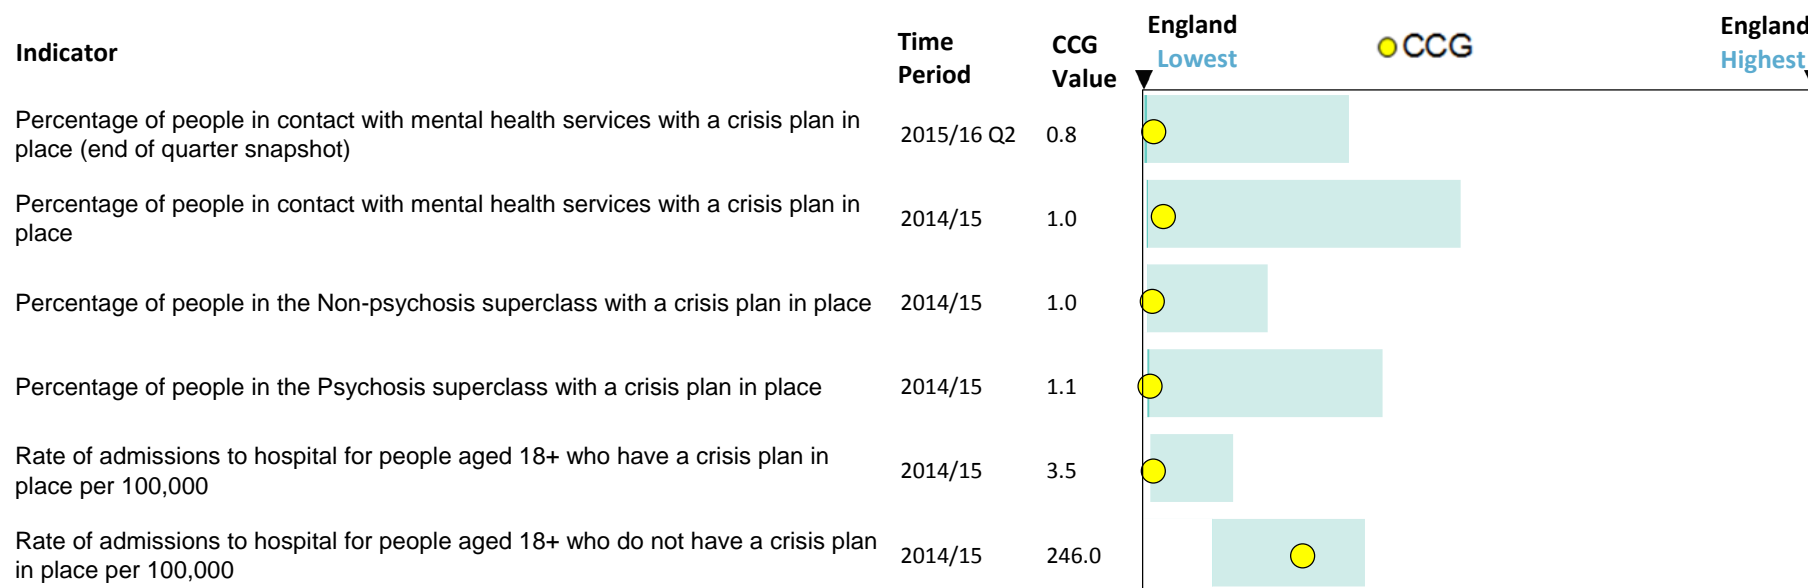 Indicator
Time Period
CCG Value
England Lowest
CCG
England Highest
Percentage of people in contact with mental health services with a crisis plan in
place (end of quarter snapshot)
2015/16 Q2
0.8
Percentage of people in contact with mental health services with a crisis plan in
place
2014/15
1.0
Percentage of people in the Non-psychosis superclass with a crisis plan in place
2014/15
1.0
Percentage of people in the Psychosis superclass with a crisis plan in place
2014/15
1.1
Rate of admissions to hospital for people aged 18+ who have a crisis plan in
place per 100,000
2014/15
3.5
Rate of admissions to hospital for people aged 18+ who do not have a crisis plan
in place per 100,000
2014/15
246.0